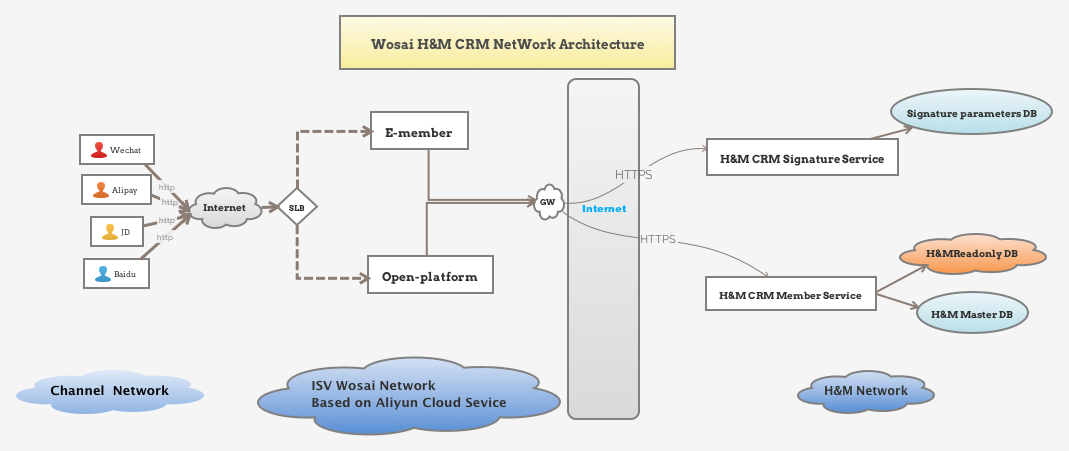 Wosai H&M CRM NetWork Architecture
Wechat
Alipay
JD
Baidu
http
http
http
http
Internet
SLB
E-member
Open-platform
GW
Internet
HTTPS
HTTPS
H&M CRM Signature Service
Signature parameters DB
H&M CRM Member Service
H&MReadonly DB
H&M Master DB
Channel Network
ISV Wosai Network
Based on Aliyun Cloud Sevice
H&M Network